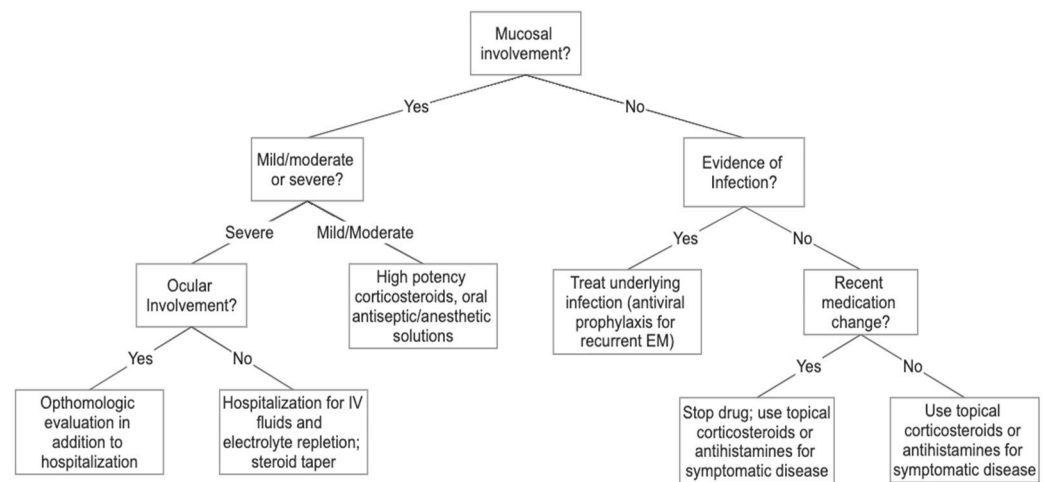 Mucosal
involvement?
Yes
No
Mild/moderate
or severe?
Evidence of
Infection?
Severe
Mild/Moderate
Yes
No
Ocular
Involvement?
High potency
corticosteroids, oral
antiseptic/anesthetic
solutions
Treat underlying
infection (antiviral
prophylaxis for
recurrent EM)
Recent
medication
change?
Yes
No
Yes
No
Opthomologic
evaluation in
addition to
hospitalization
Hospitalization for IV
fluids and
electrolyte repletion;
steroid taper
Stop drug; use topical
corticosteroids or
antihistamines for
symptomatic disease
Use topical
corticosteroids or
antihistamines for
symptomatic disease